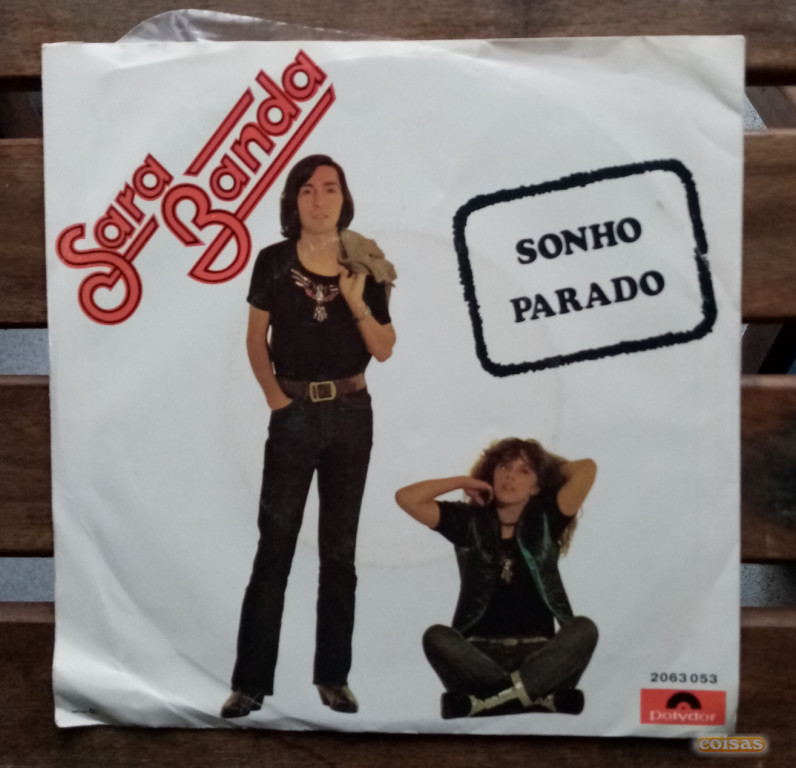 Sara
Banda
SONHO
PARADO
2063 053
Polydor
coisas